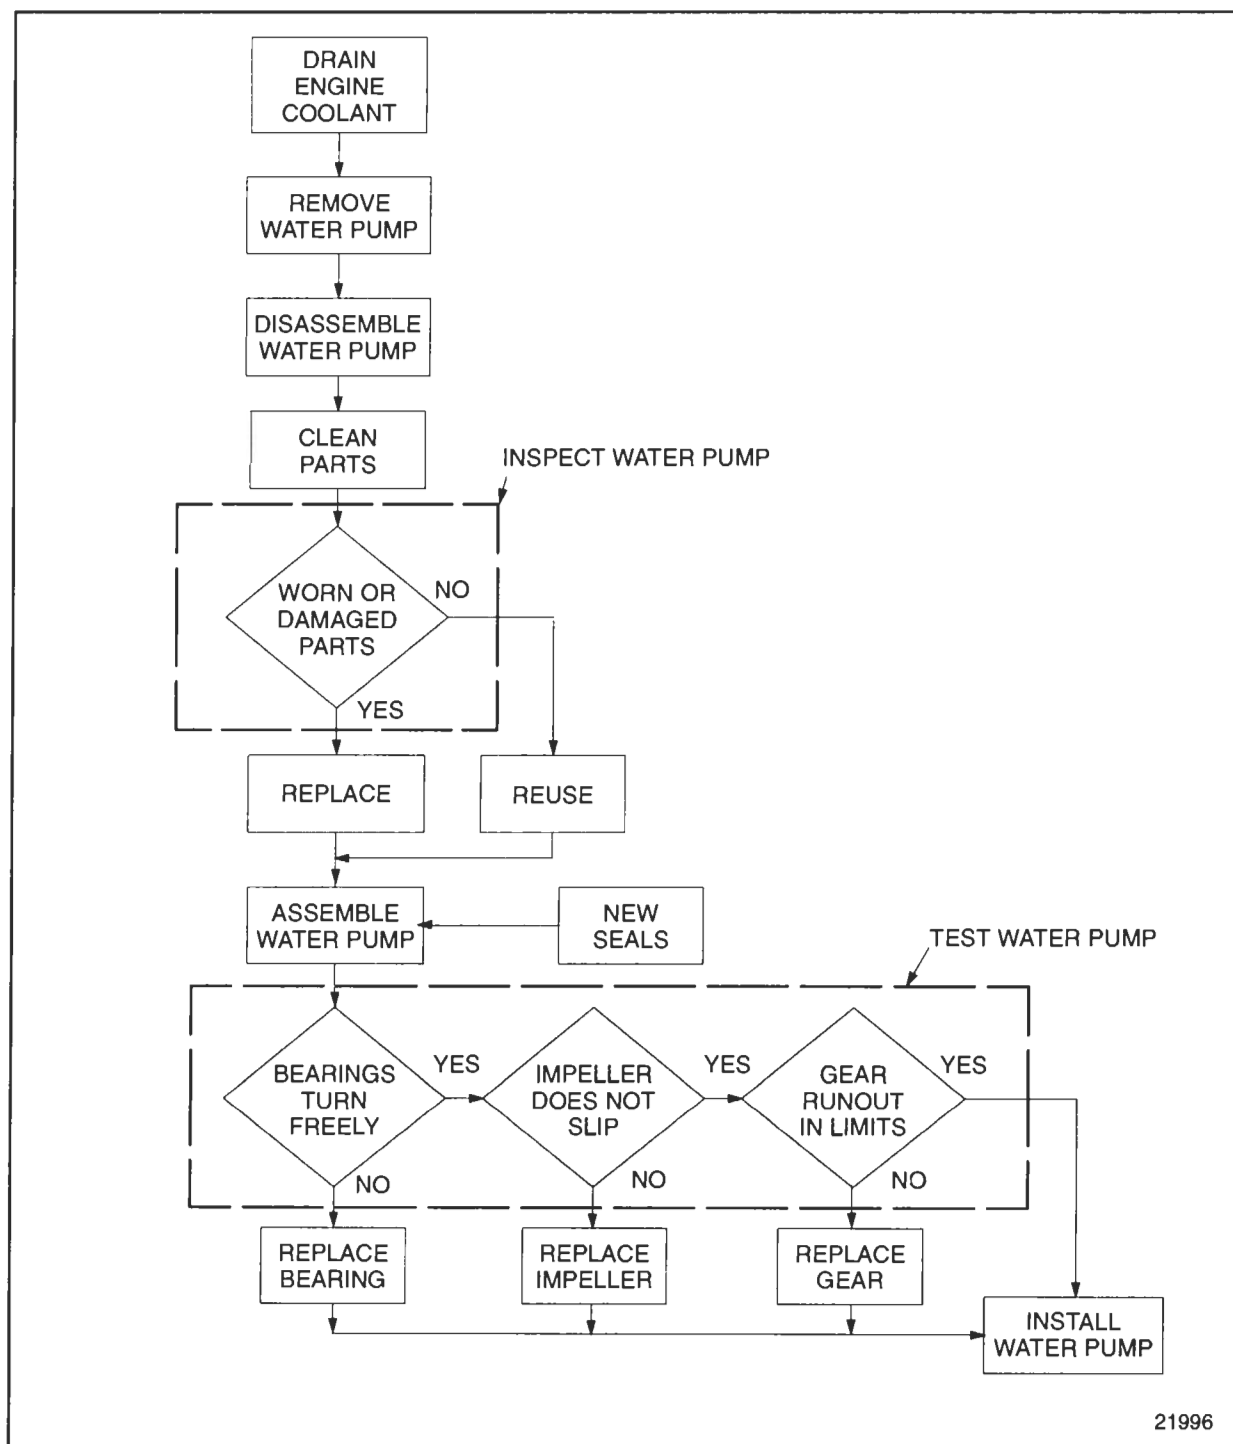 DRAIN
ENGINE
COOLANT
REMOVE
WATER PUMP
DISASSEMBLE
WATER PUMP
CLEAN
PARTS
INSPECT WATER PUMP
WORN OR
DAMAGED
PARTS
NO
YES
REPLACE
REUSE
ASSEMBLE
WATER PUMP
NEW
SEALS
TEST WATER PUMP
BEARINGS
TURN
FREELY
YES
NO
IMPELLER
DOES NOT
SLIP
YES
NO
GEAR
RUNOUT
IN LIMITS
YES
NO
REPLACE
BEARING
REPLACE
IMPELLER
REPLACE
GEAR
INSTALL
WATER PUMP
21996